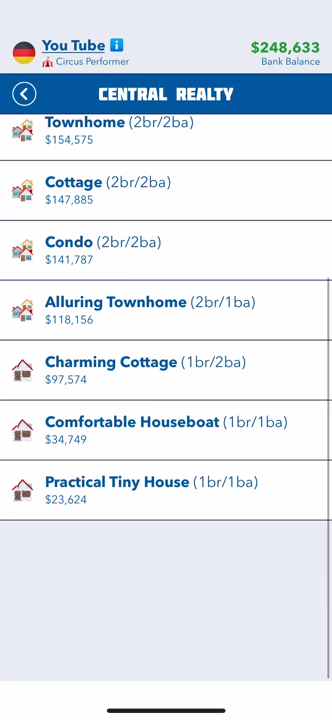 You Tube
$248,633
Circus Performer
Bank Balance
CENTRAL REALTY
Townhome (2br/2ba)
$154,575
Cottage (2br/2ba)
$147,885
Condo (2br/2ba)
$141,787
Alluring Townhome (2br/1ba)
$118,156
Charming Cottage (1br/2ba)
$97,574
Comfortable Houseboat (1br/1ba)
$34,749
Practical Tiny House (1br/1ba)
$23,624